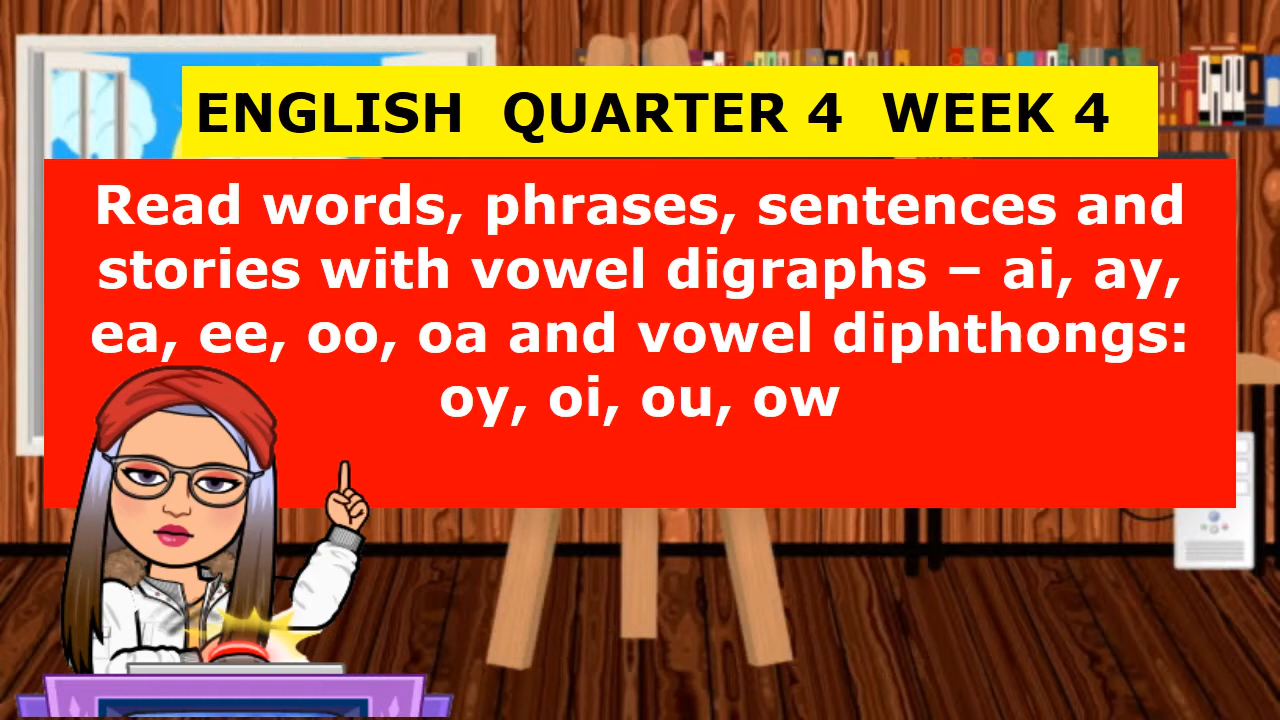 ENGLISH QUARTER 4 WEEK 4
Read words, phrases, sentences and
stories with vowel digraphs – ai, ay,
ea, ee, oo, oa and vowel diphthongs:
oy, oi, ou, ow